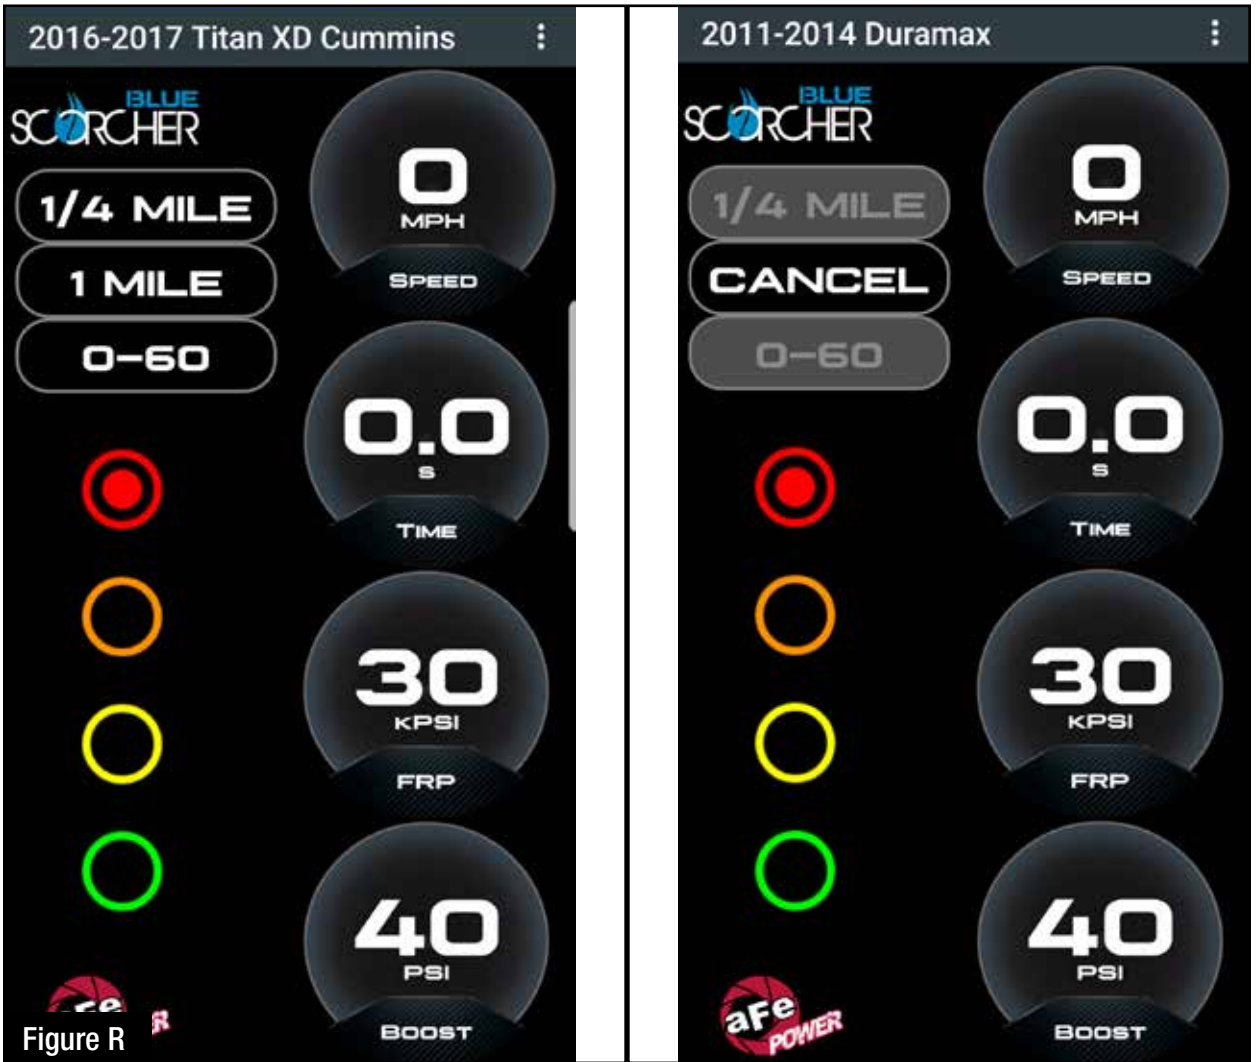 2016-2017 Titan XD Cummins
BLUE
SCORCHER
1/4 MILE
1 MILE
0-60
0
MPH
SPEED
0.0
S
TIME
30
KPSI
FRP
40
PSI
BOOST
aFe
R
Figure R
2011-2014 Duramax
BLUE
SCORCHER
1/4 MILE
CANCEL
0-60
0
MPH
SPEED
0.0
S
TIME
30
KPSI
FRP
40
PSI
BOOST
aFe
POWER